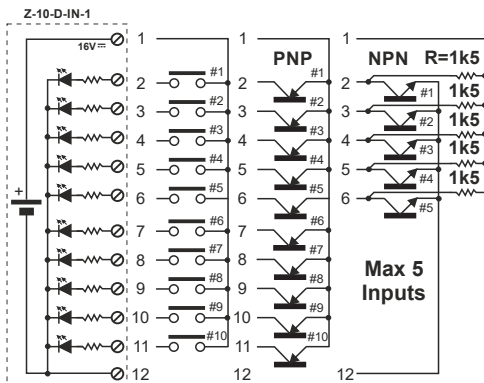 Z-10-D-IN-1
16V
+
1 1 1
PNP NPN R=1k5
2 #1 2 #1 2 #1 1k5
3 #2 3 #2 3 #2 1k5
4 #3 4 #3 4 #3 1k5
5 #4 5 #4 5 #4 1k5
6 #5 6 #5 6 #5
7 #6 7 #6
8 #7 8 #7
9 #8 9 #8
10 #9 10 #9
11 #10 11 #10
12 12 12
Max 5
Inputs